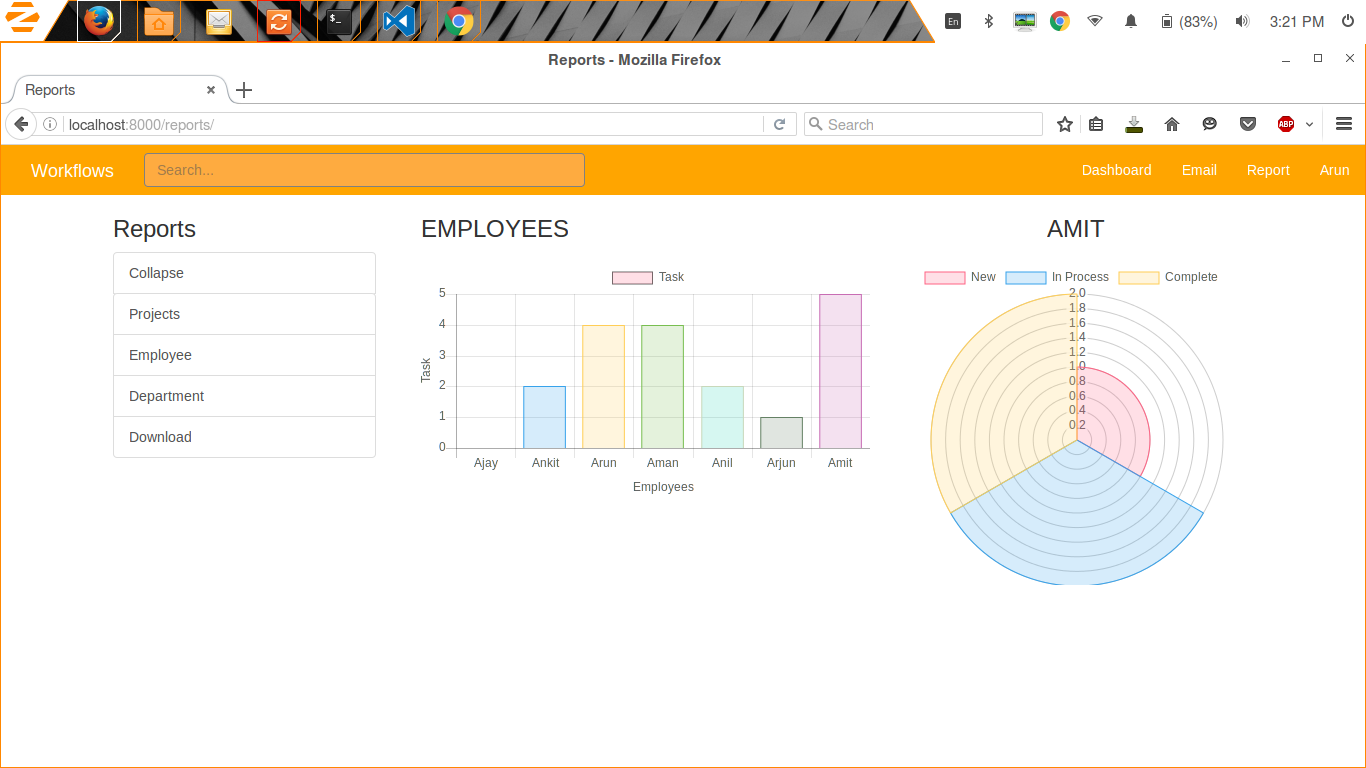 En
(83%)
3:21 PM
$_
Reports - Mozilla Firefox
Reports
localhost:8000/reports/
Search
ABP
Workflows
Search...
Dashboard
Email
Report
Arun
Reports
Collapse
Projects
Employee
Department
Download
EMPLOYEES
Task
5
4
3
2
1
0
Task
Ajay Ankit Arun Aman Anil Arjun Amit
Employees
AMIT
New In Process Complete
2.0
1.8
1.6
1.4
1.2
1.0
0.8
0.6
0.4
0.2